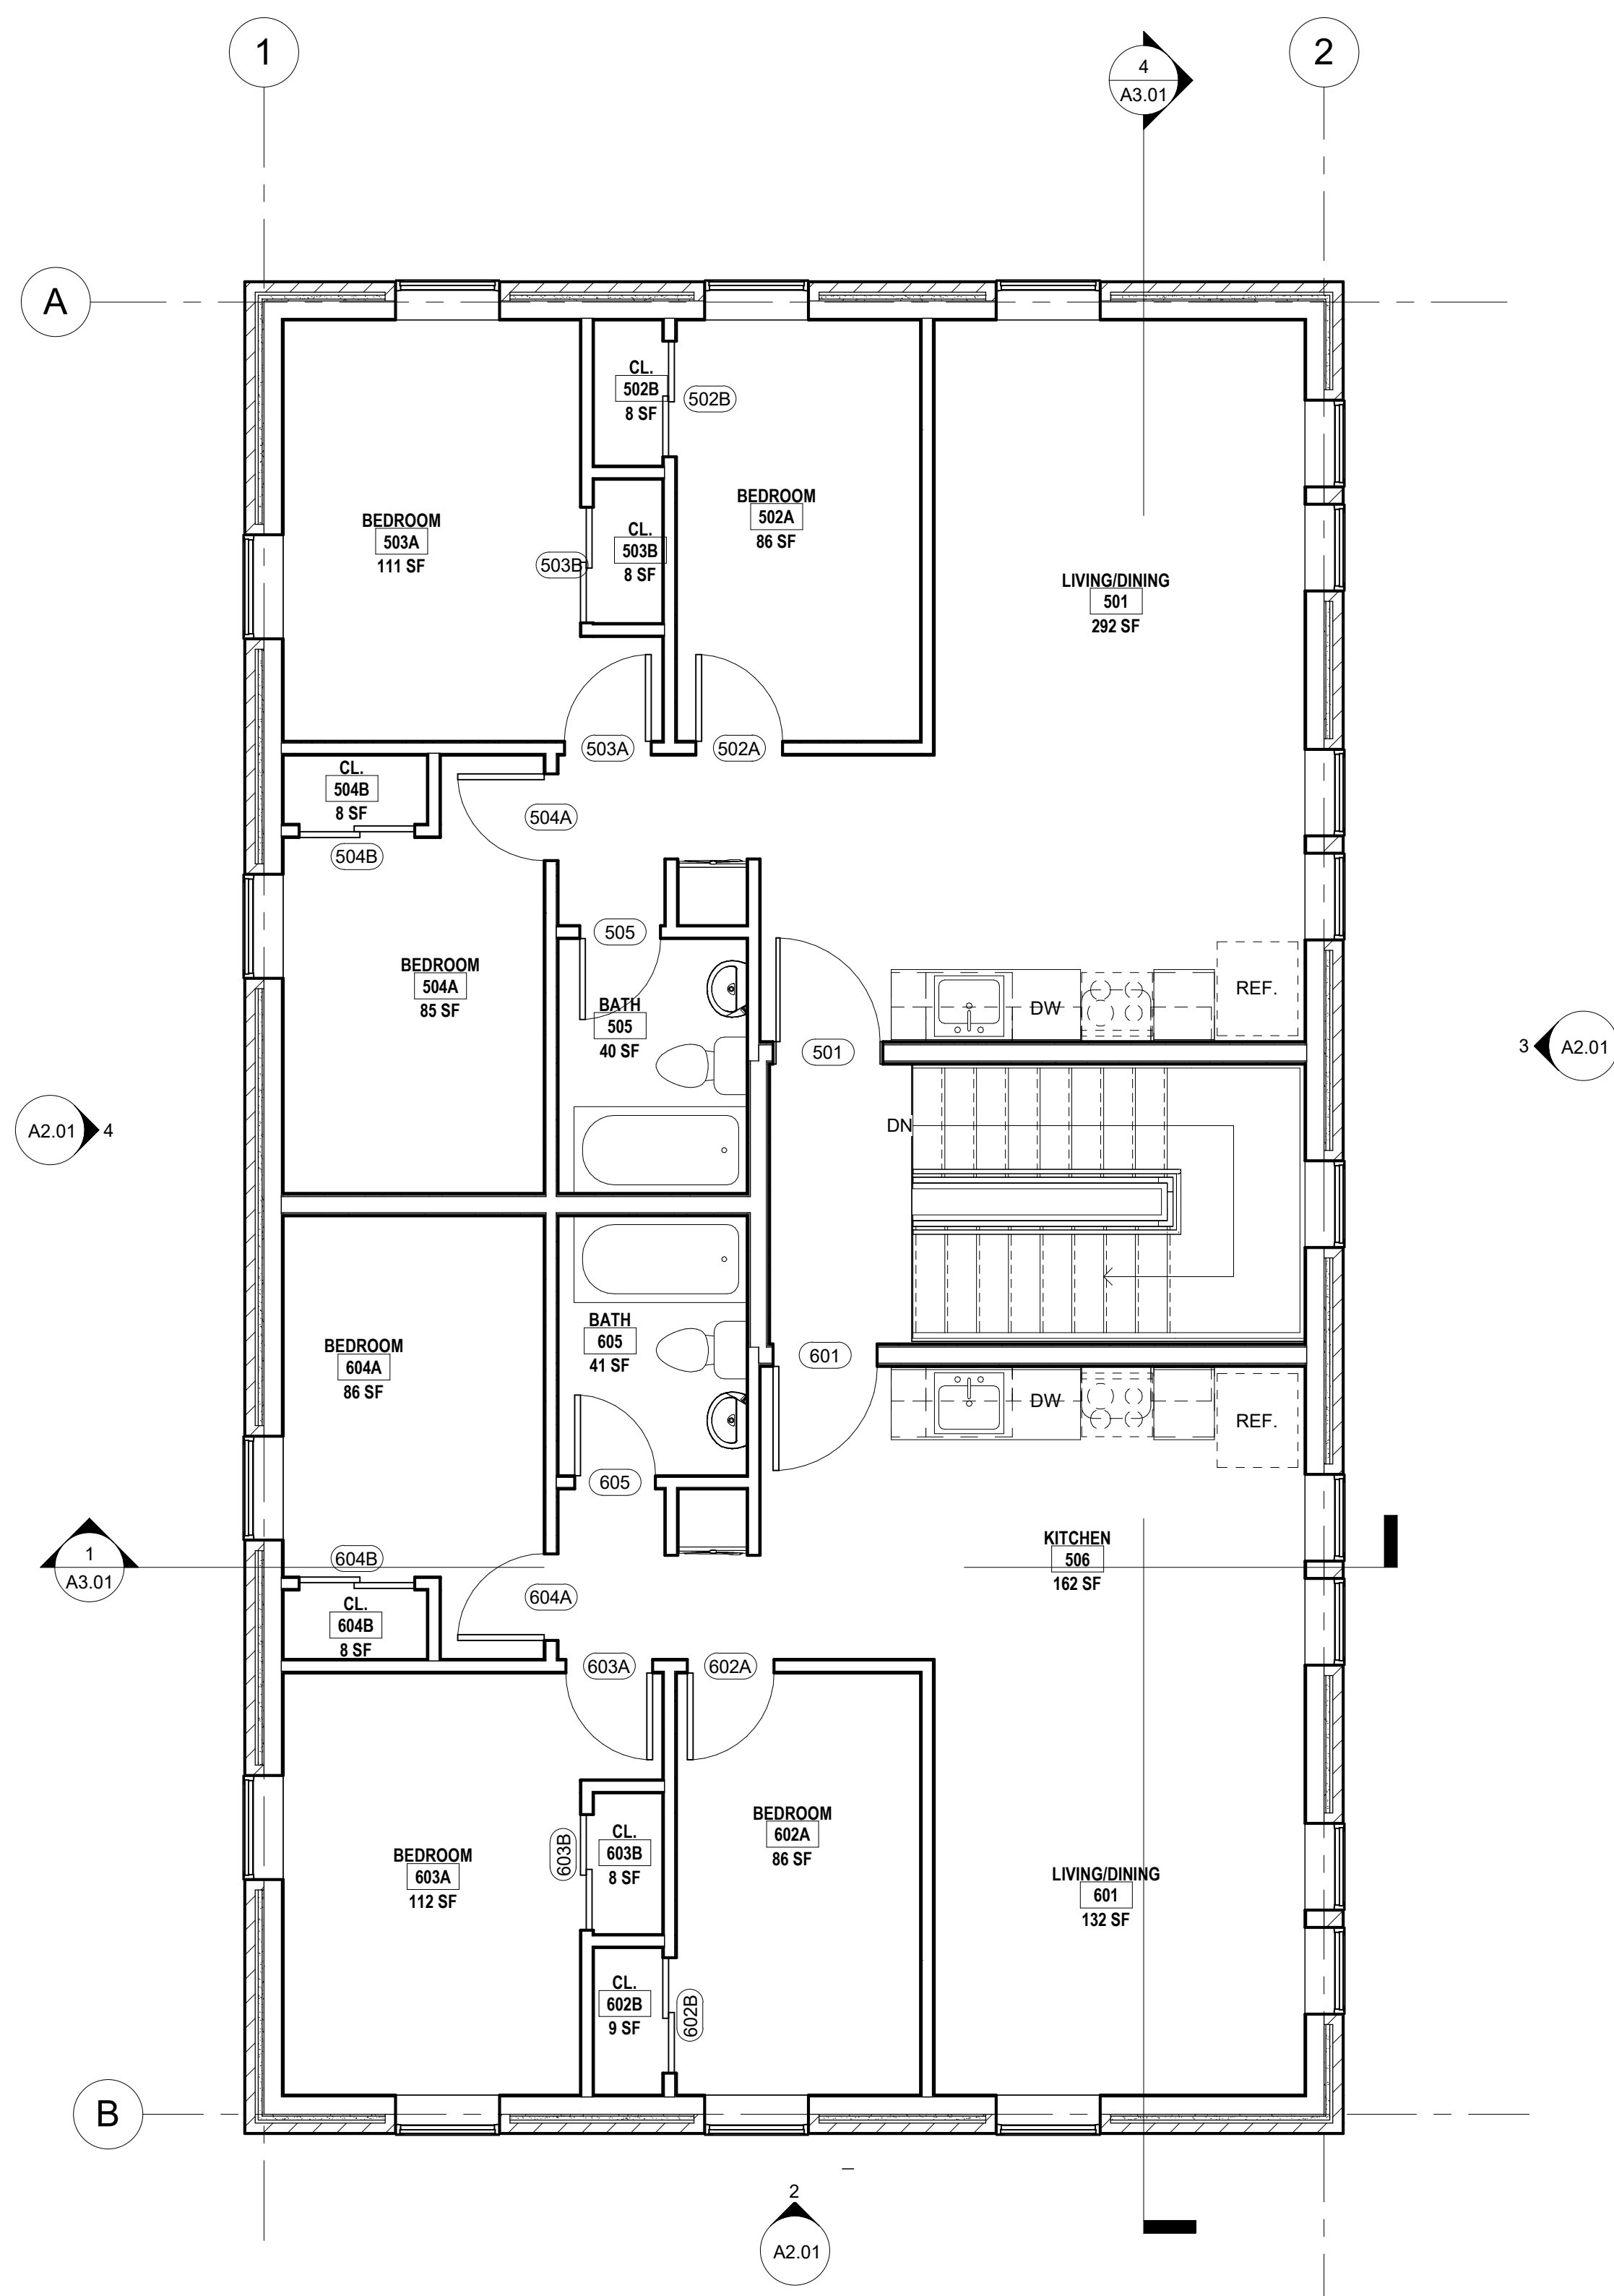 1
4
A3.01
2
A
CL.
502B
8 SF
502B
BEDROOM
502A
86 SF
BEDROOM
503A
111 SF
CL.
503B
8 SF
503B
LIVING/DINING
501
292 SF
503A
502A
CL.
504B
8 SF
504B
504A
505
BEDROOM
504A
85 SF
BATH
505
40 SF
DW
REF.
501
3
A2.01
A2.01
4
DN
BEDROOM
604A
86 SF
BATH
605
41 SF
601
DW
REF.
605
KITCHEN
506
162 SF
1
A3.01
604B
CL.
604B
8 SF
604A
603A
602A
BEDROOM
603A
112 SF
603B
CL.
603B
8 SF
BEDROOM
602A
86 SF
LIVING/DINING
601
132 SF
CL.
602B
9 SF
602B
B
2
A2.01